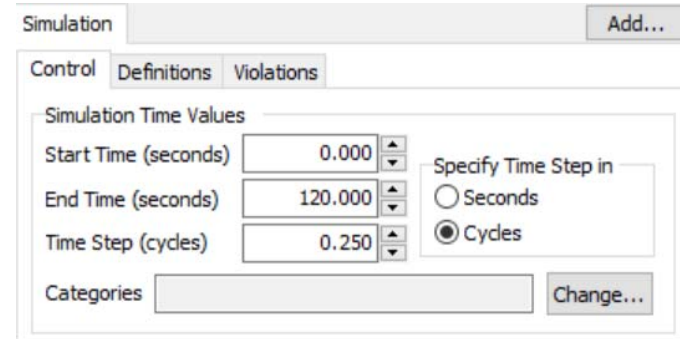 Simulation Add...
Control Definitions Violations
Simulation Time Values
Start Time (seconds) 0.000
Specify Time Step in
End Time (seconds) 120.000 Seconds
Time Step (cycles) 0.250 Cycles
Categories Change...